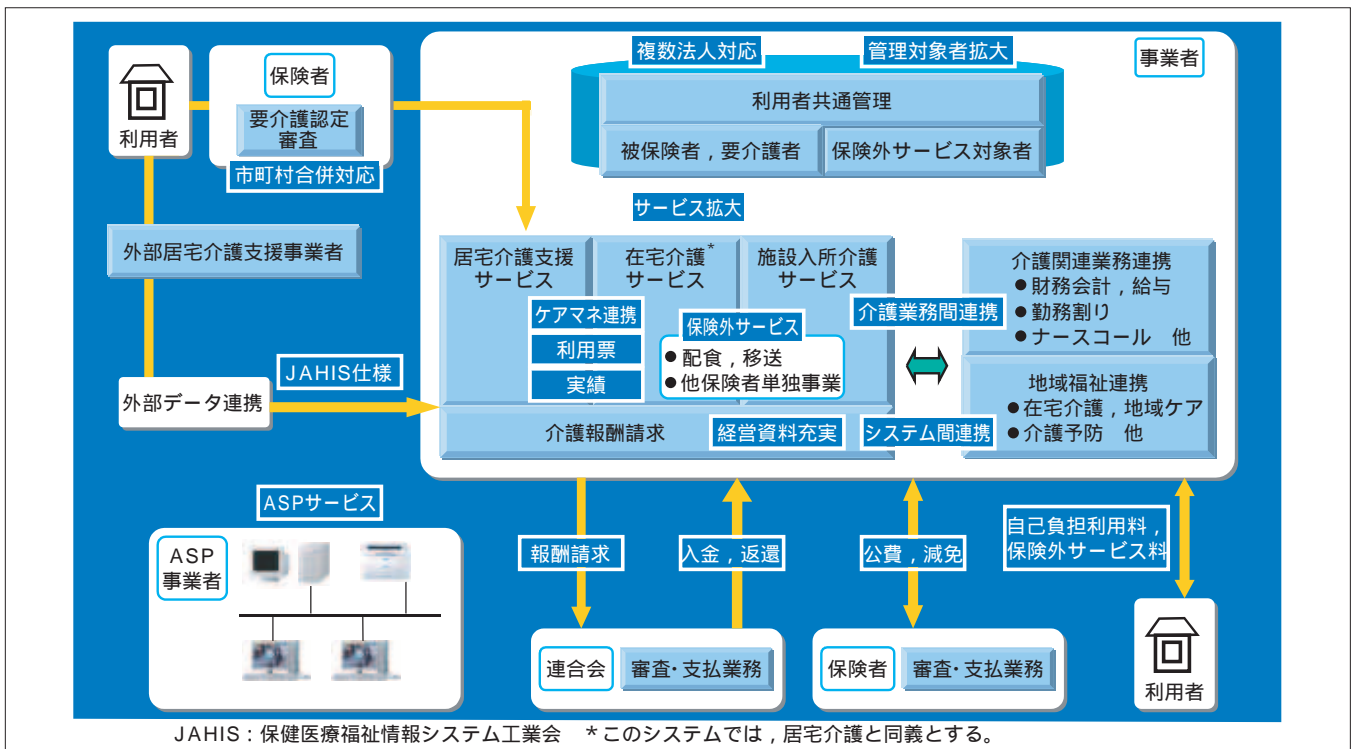 複数法人対応
管理対象者拡大
事業者
保険者
利用者共通管理
利用者
要介護認定
審査
被保険者，要介護者
保険外サービス対象者
市町村合併対応
サービス拡大
外部居宅介護支援事業者
居宅介護支援
サービス
在宅介護*
サービス
施設入所介護
サービス
介護関連業務連携
●財務会計，給与
●勤務割り
●ナースコール　他
ケアマネ連携
利用票
実績
保険外サービス
●配食，移送
●他保険者単独事業
介護業務間連携
JAHIS仕様
外部データ連携
地域福祉連携
●在宅介護，地域ケア
●介護予防　他
介護報酬請求
経営資料充実
システム間連携
ASPサービス
ASP
事業者
報酬請求
入金，返還
公費，減免
自己負担利用料，
保険外サービス料
連合会
審査・支払業務
保険者
審査・支払業務
利用者
JAHIS：保健医療福祉情報システム工業会　*このシステムでは，居宅介護と同義とする。